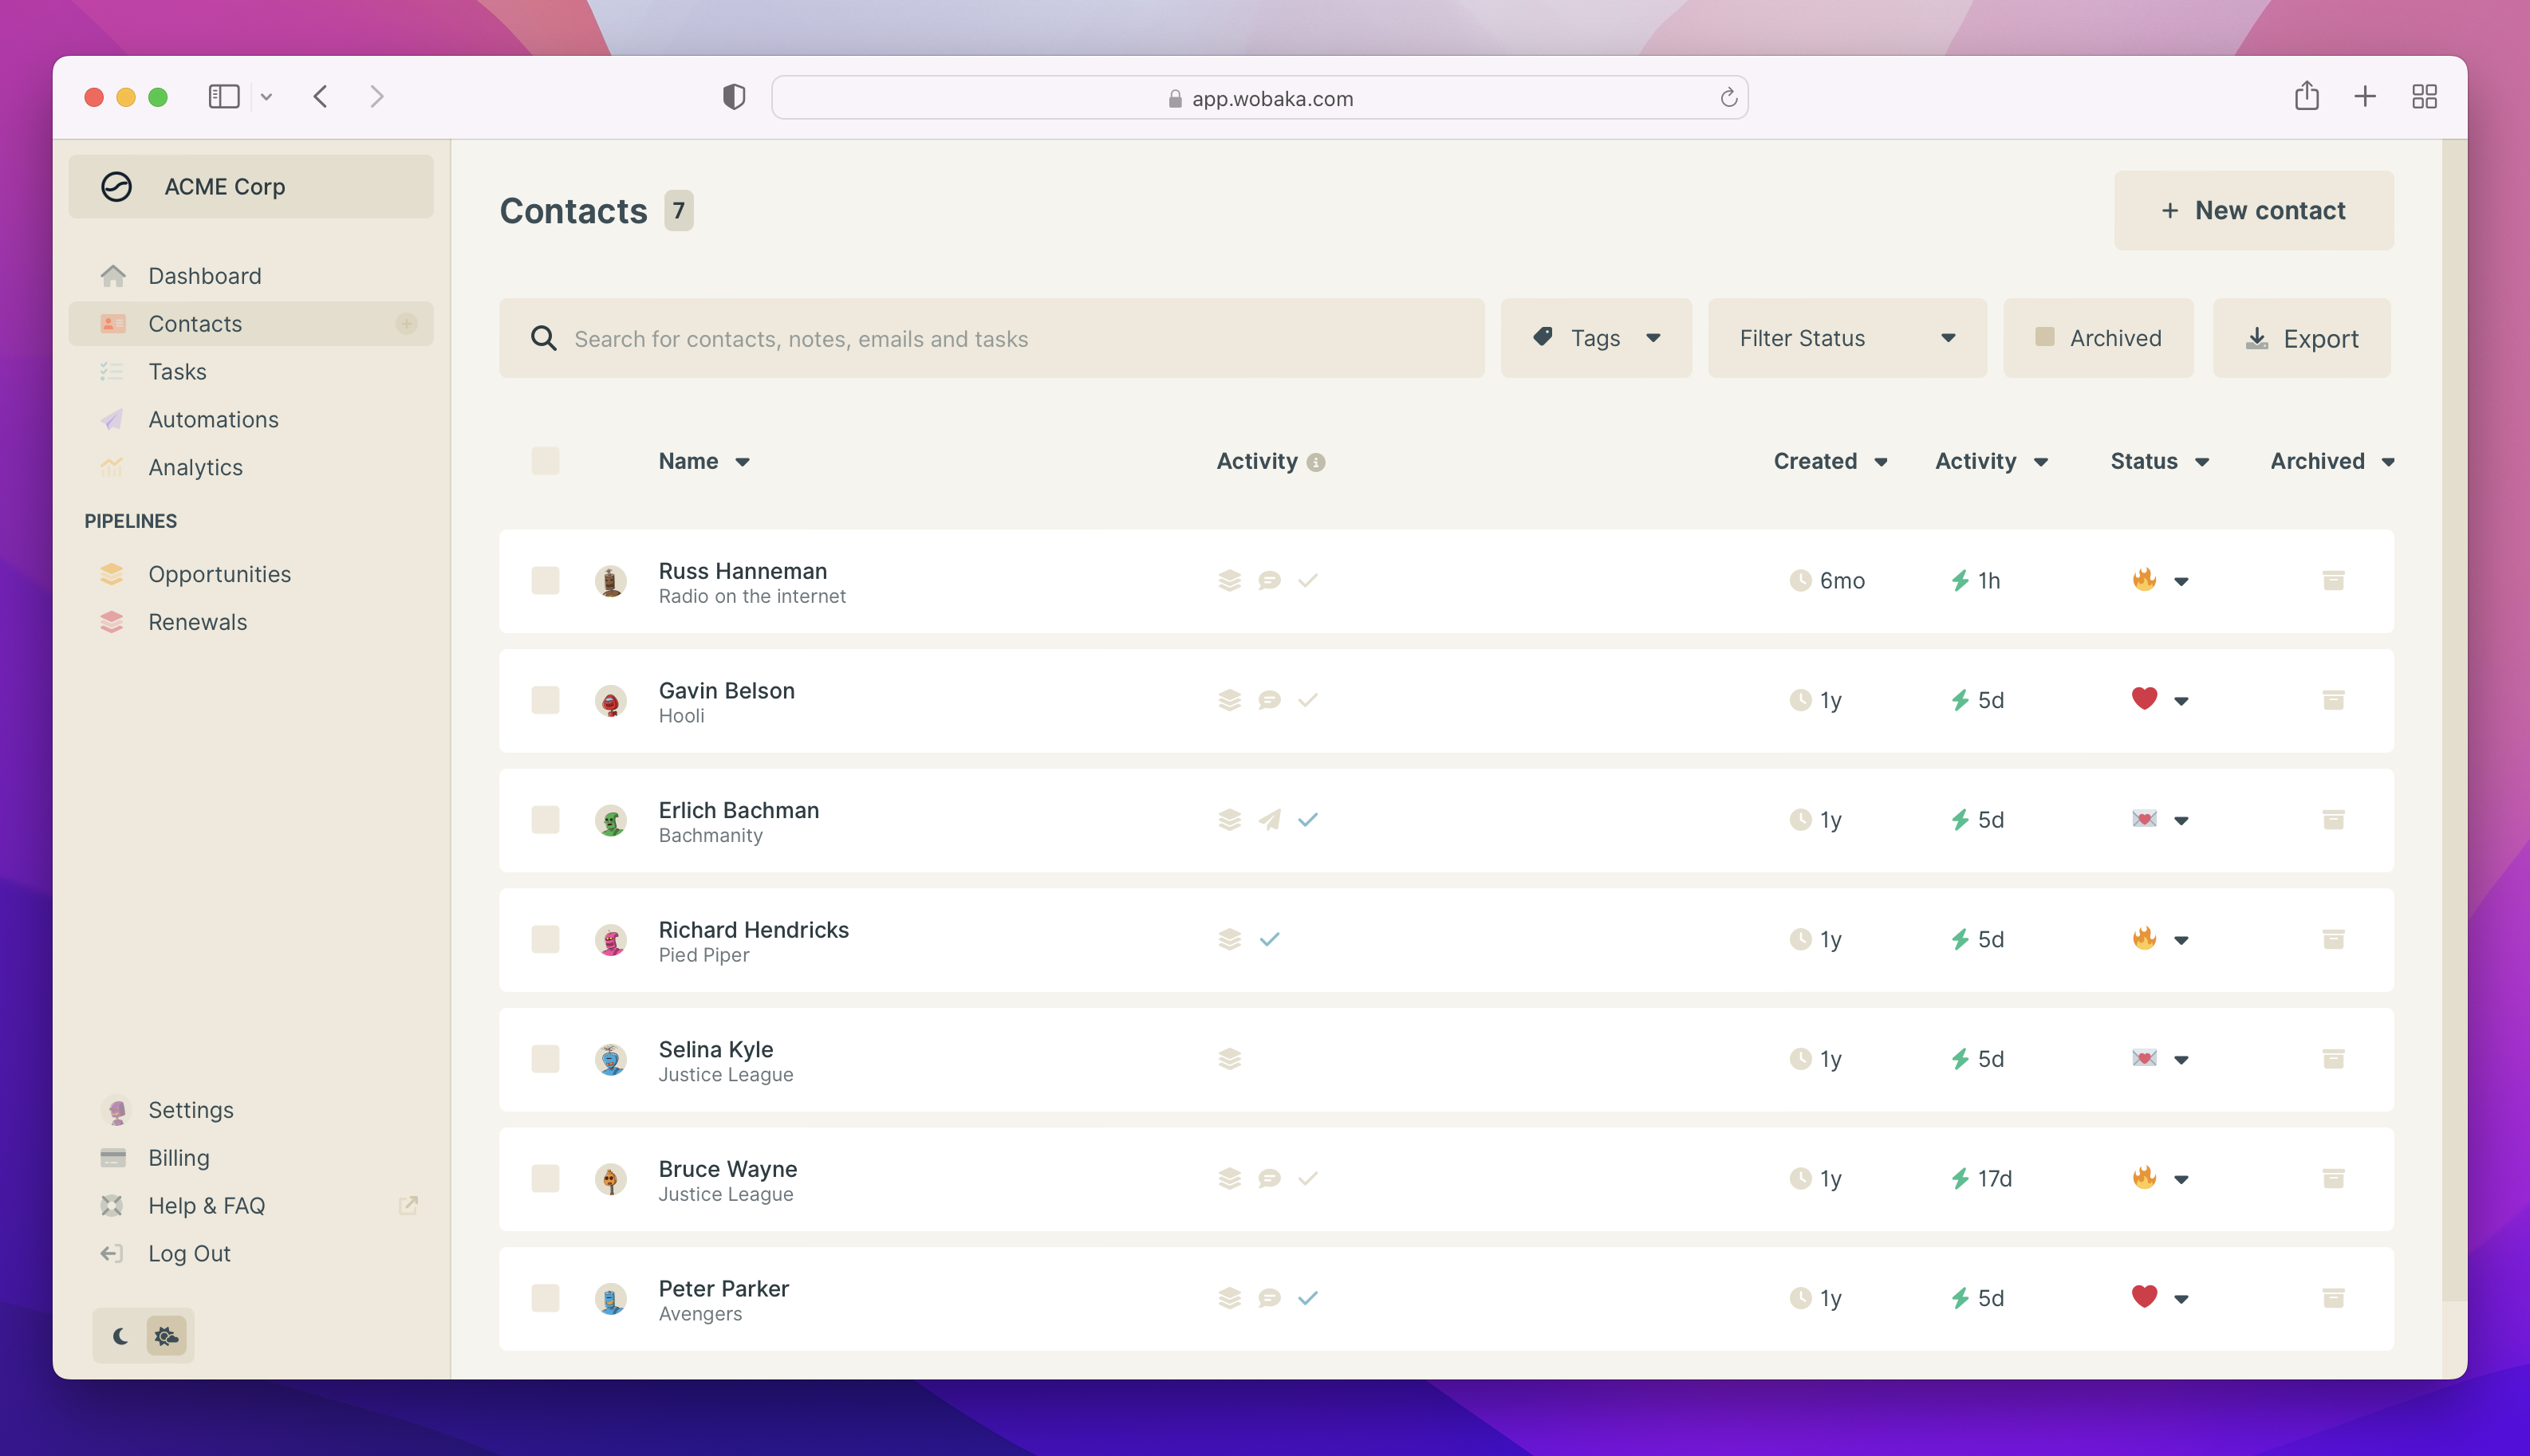 app.wobaka.com
ACME Corp
Dashboard
Contacts
Tasks
Automations
Analytics
PIPELINES
Opportunities
Renewals
Settings
Billing
Help & FAQ
Log Out
Contacts 7
+ New contact
Search for contacts, notes, emails and tasks
Tags
Filter Status
Archived
Export
Name Activity Created Activity Status Archived
Russ Hanneman
Radio on the internet
6mo 1h
Gavin Belson
Hooli
1y 5d
Erlich Bachman
Bachmanity
1y 5d
Richard Hendricks
Pied Piper
1y 5d
Selina Kyle
Justice League
1y 5d
Bruce Wayne
Justice League
1y 17d
Peter Parker
Avengers
1y 5d